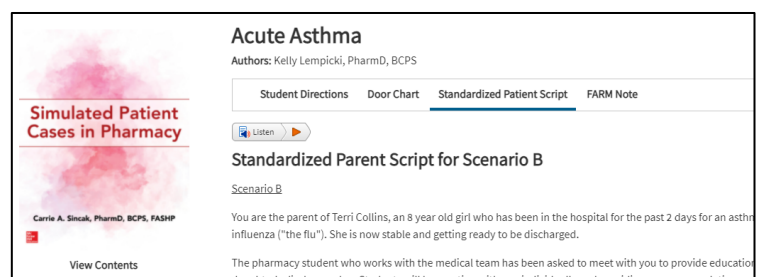 Acute Asthma
Authors: Kelly Lempicki, PharmD, BCPS
Student Directions Door Chart Standardized Patient Script FARM Note
Listen
Standardized Parent Script for Scenario B
Scenario B
You are the parent of Terri Collins, an 8 year old girl who has been in the hospital for the past 2 days for an
influenza ("the flu"). She is now stable and getting ready to be discharged.
The pharmacy student who works with the medical team has been asked to meet with you to provide education
Simulated Patient
Cases in Pharmacy
Carrie A. Sincak, PharmD, BCPS, FASHP
View Contents